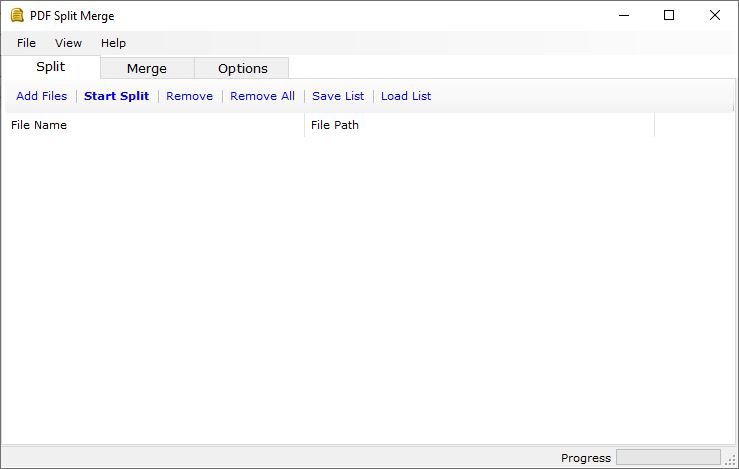 PDF Split Merge
File View Help
Split Merge Options
Add Files Start Split Remove Remove All Save List Load List
File Name File Path
Progress